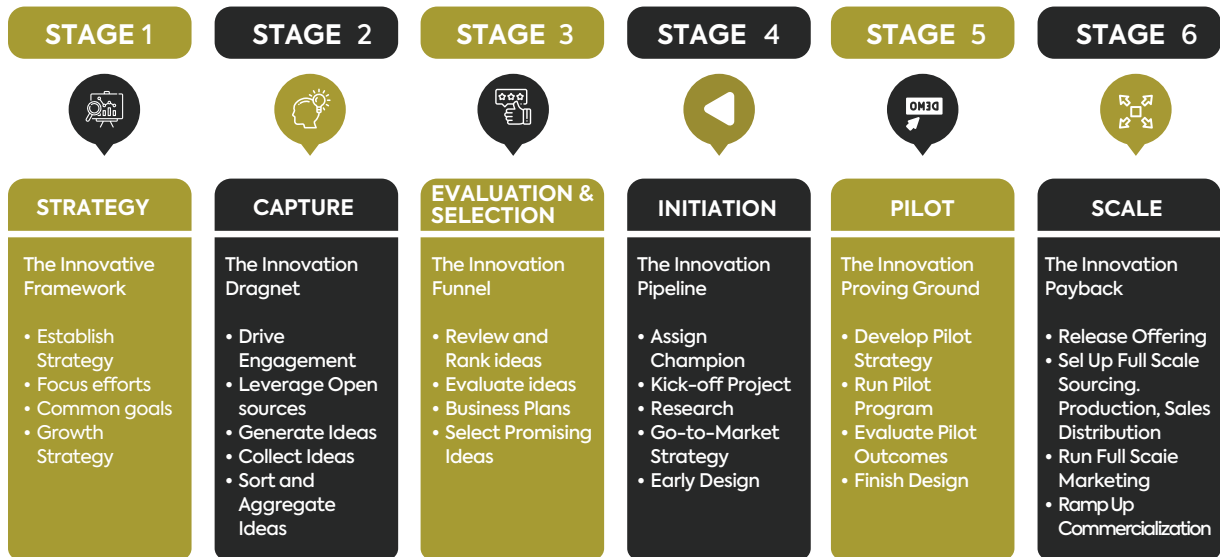 STAGE 1
STAGE 2
STAGE 3
STAGE 4
STAGE 5
STAGE 6
DEMO
STRATEGY
The Innovative
Framework
• Establish
Strategy
• Focus efforts
• Common goals
• Growth
Strategy
CAPTURE
The Innovation
Dragnet
• Drive
Engagement
• Leverage Open
sources
• Generate Ideas
• Collect Ideas
• Sort and
Aggregate
Ideas
EVALUATION &
SELECTION
The Innovation
Funnel
• Revlew and
Rank ideas
• Evaluate ideas
• Business Plans
• Select Promising
Ideas
INITIATION
The Innovation
Pipeline
• Assign
Champion
• Kick-off Project
• Research
• Go-to-Market
Strategy
• Early Design
PILOT
The Innovation
Proving Ground
• Develop Pilot
Strategy
• Run Pilot
Program
• Evaluate Pilot
Outcomes
• Finish Design
SCALE
The Innovation
Payback
• Release Offering
• Sel Up Full Scale
Sourcing.
Production, Sales
Distribution
• Run Full Scaie
Marketing
• Ramp Up
Commercialization